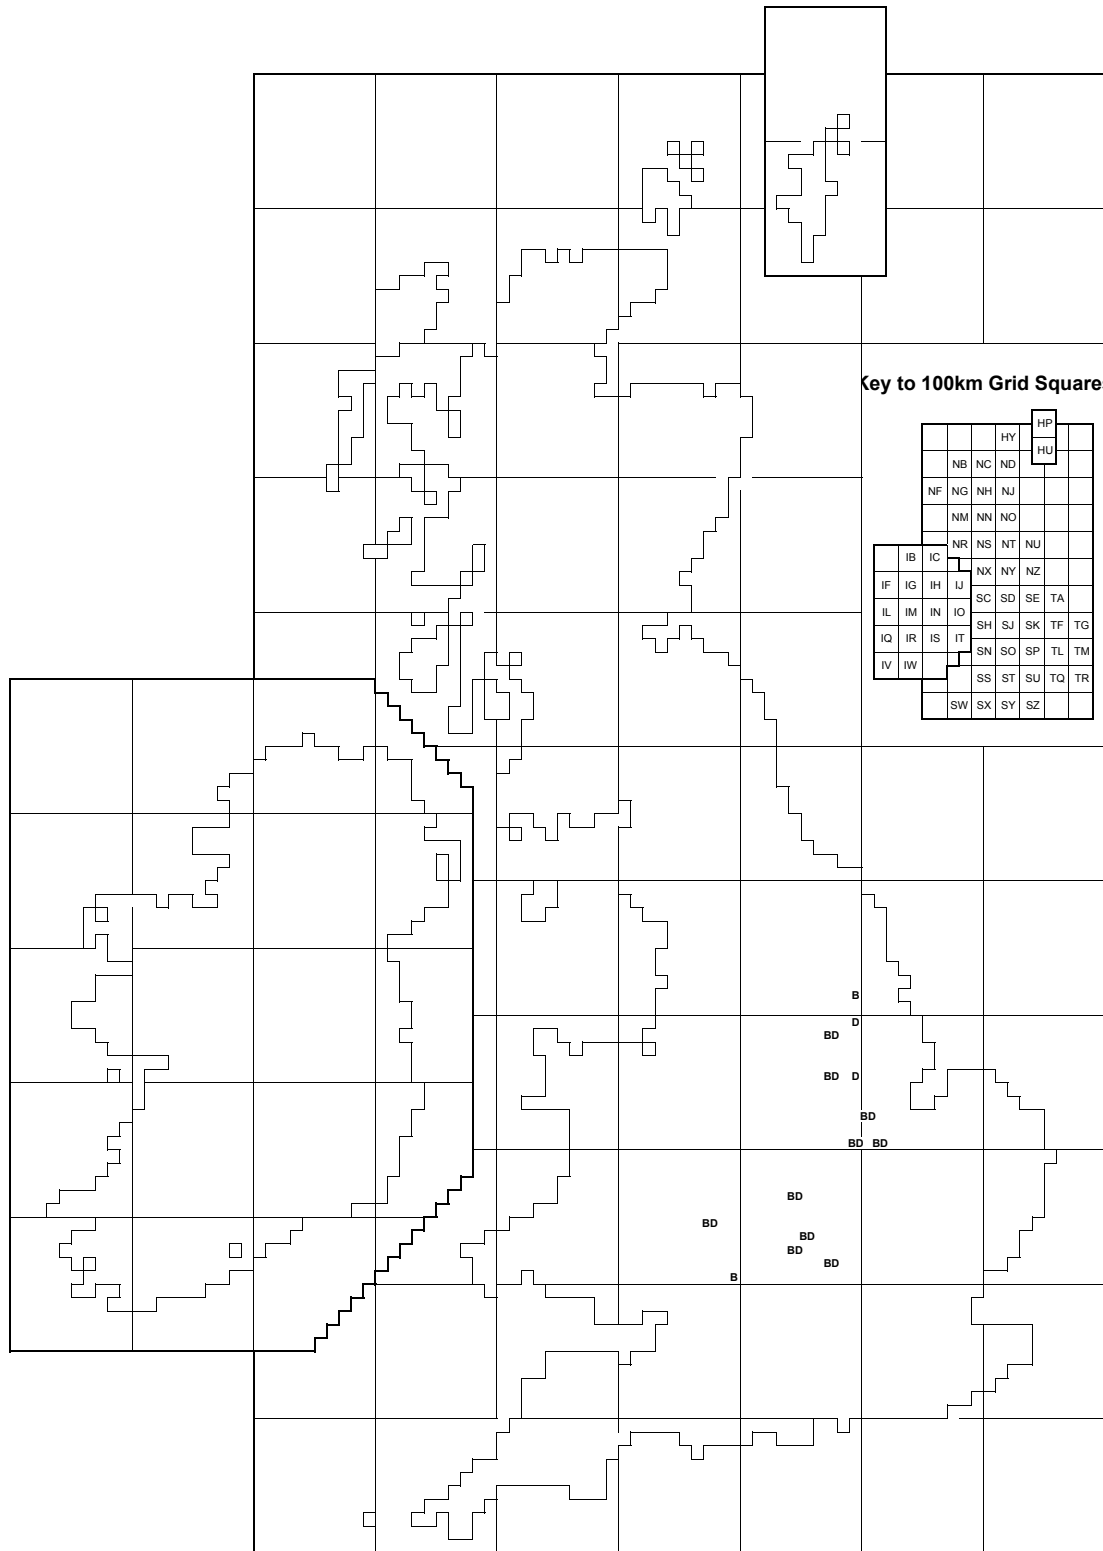 Key to 100km Grid Square
HP
HY
HU
NB NC ND
NF NG NH NJ
NM NN NO
NR NS NT NU
IB IC
NX NY NZ
IF IG IH IJ
SC SD SE TA
IL IM IN IO
SH SJ SK TF TG
IQ IR IS IT
SN SO SP TL TM
IV IW
SS ST SU TQ TR
SW SX SY SZ
B
D
BD
BD D
BD
BD BD
BD
BD
BD
BD
BD
B